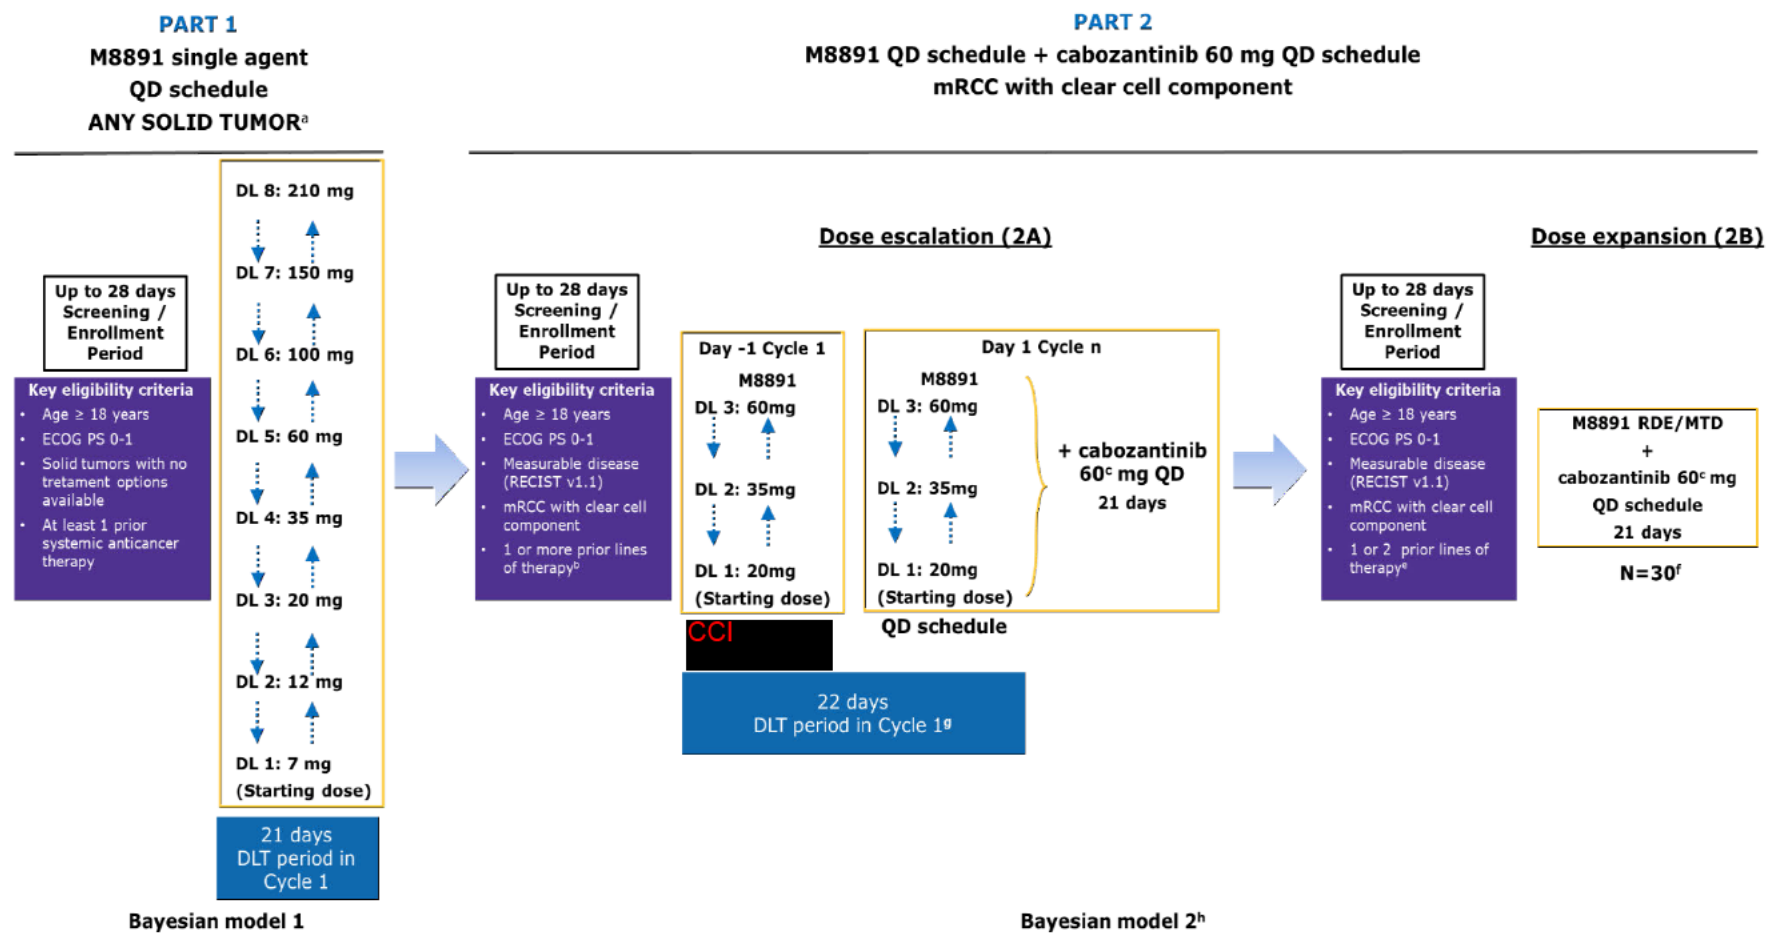 PART 1
M8891 single agent
QD schedule
ANY SOLID TUMORᵃ
DL 8: 210 mg
DL 7: 150 mg
DL 6: 100 mg
DL 5: 60 mg
DL 4: 35 mg
DL 3: 20 mg
DL 2: 12 mg
DL 1: 7 mg
(Starting dose)
Up to 28 days
Screening /
Enrollment
Period
Key eligibility criteria
• Age ≥ 18 years
• ECOG PS 0-1
• Solid tumors with no
tretament options
available
• At least 1 prior
systemic anticancer
therapy
21 days
DLT period in
Cycle 1
Bayesian model 1
PART 2
M8891 QD schedule + cabozantinib 60 mg QD schedule
mRCC with clear cell component
Dose escalation (2A)
Up to 28 days
Screening /
Enrollment
Period
Key eligibility criteria
• Age ≥ 18 years
• ECOG PS 0-1
• Measurable disease
(RECIST v1.1)
• mRCC with clear cell
component
• 1 or more prior lines
of therapyᵇ
Day -1 Cycle 1
M8891
DL 3: 60mg
DL 2: 35mg
DL 1: 20mg
(Starting dose)
CCI
Day 1 Cycle n
M8891
DL 3: 60mg
DL 2: 35mg
DL 1: 20mg
(Starting dose)
+ cabozantinib
60ᶜ mg QD
21 days
QD schedule
22 days
DLT period in Cycle 1ᵍ
Dose expansion (2B)
Up to 28 days
Screening /
Enrollment
Period
Key eligibility criteria
• Age ≥ 18 years
• ECOG PS 0-1
• Measurable disease
(RECIST v1.1)
• mRCC with clear cell
component
• 1 or 2 prior lines of
therapyᵉ
M8891 RDE/MTD
+
cabozantinib 60ᶜ mg
QD schedule
21 days
N=30ᶠ
Bayesian model 2ʰ